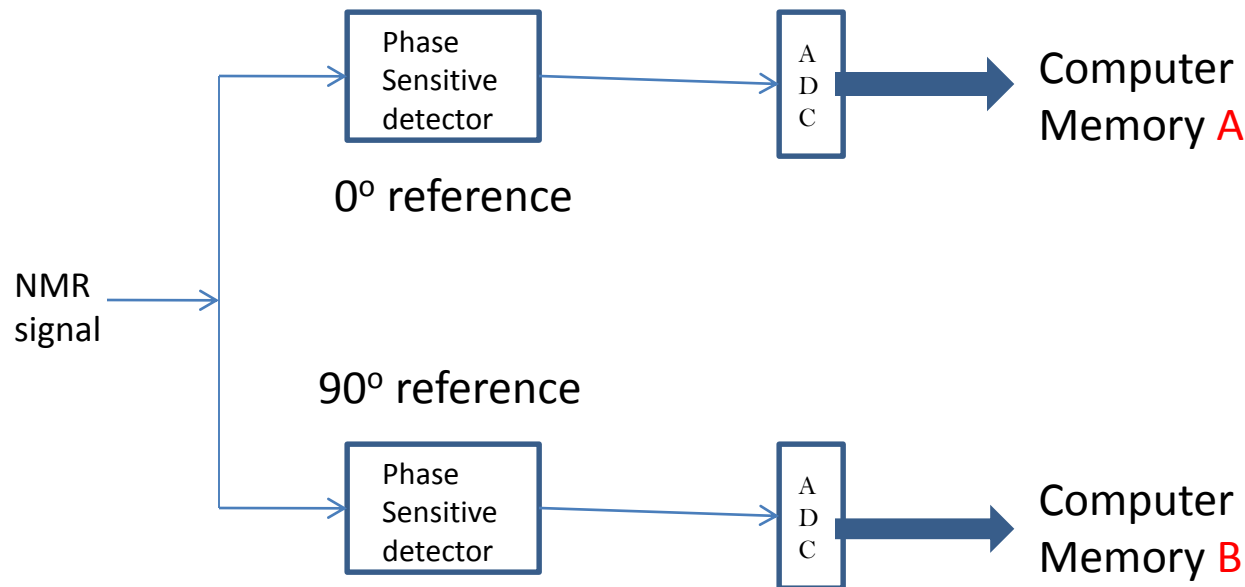 Phase
Sensitive
detector
A
D
C
Computer
Memory A
0º reference
NMR
signal
90º reference
Phase
Sensitive
detector
A
D
C
Computer
Memory B